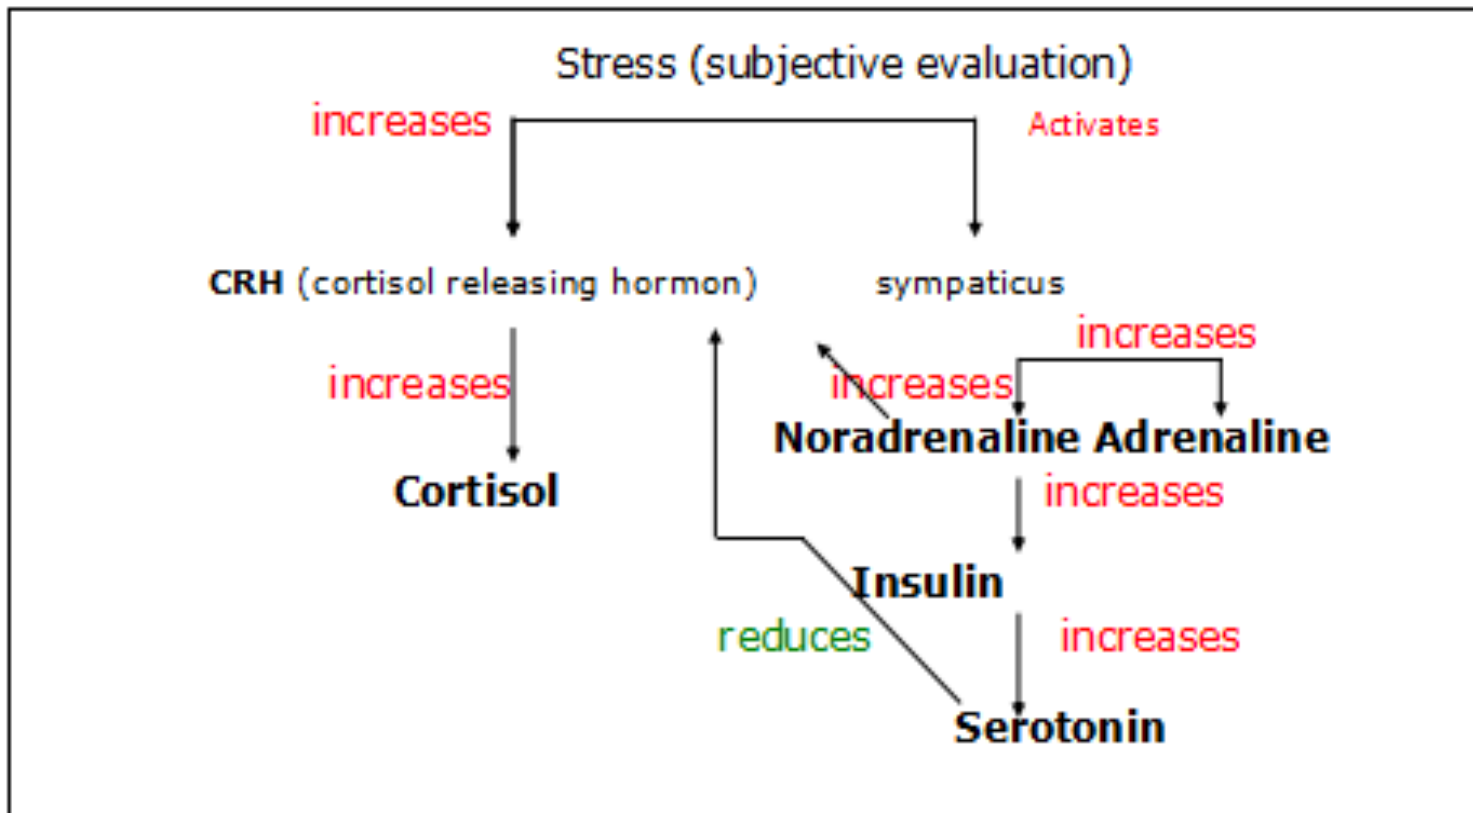 Stress (subjective evaluation)
increases
Activates
CRH (cortisol releasing hormon)
sympaticus
increases
increases
increases
Noradrenaline Adrenaline
increases
Cortisol
Insulin
reduces
increases
Serotonin